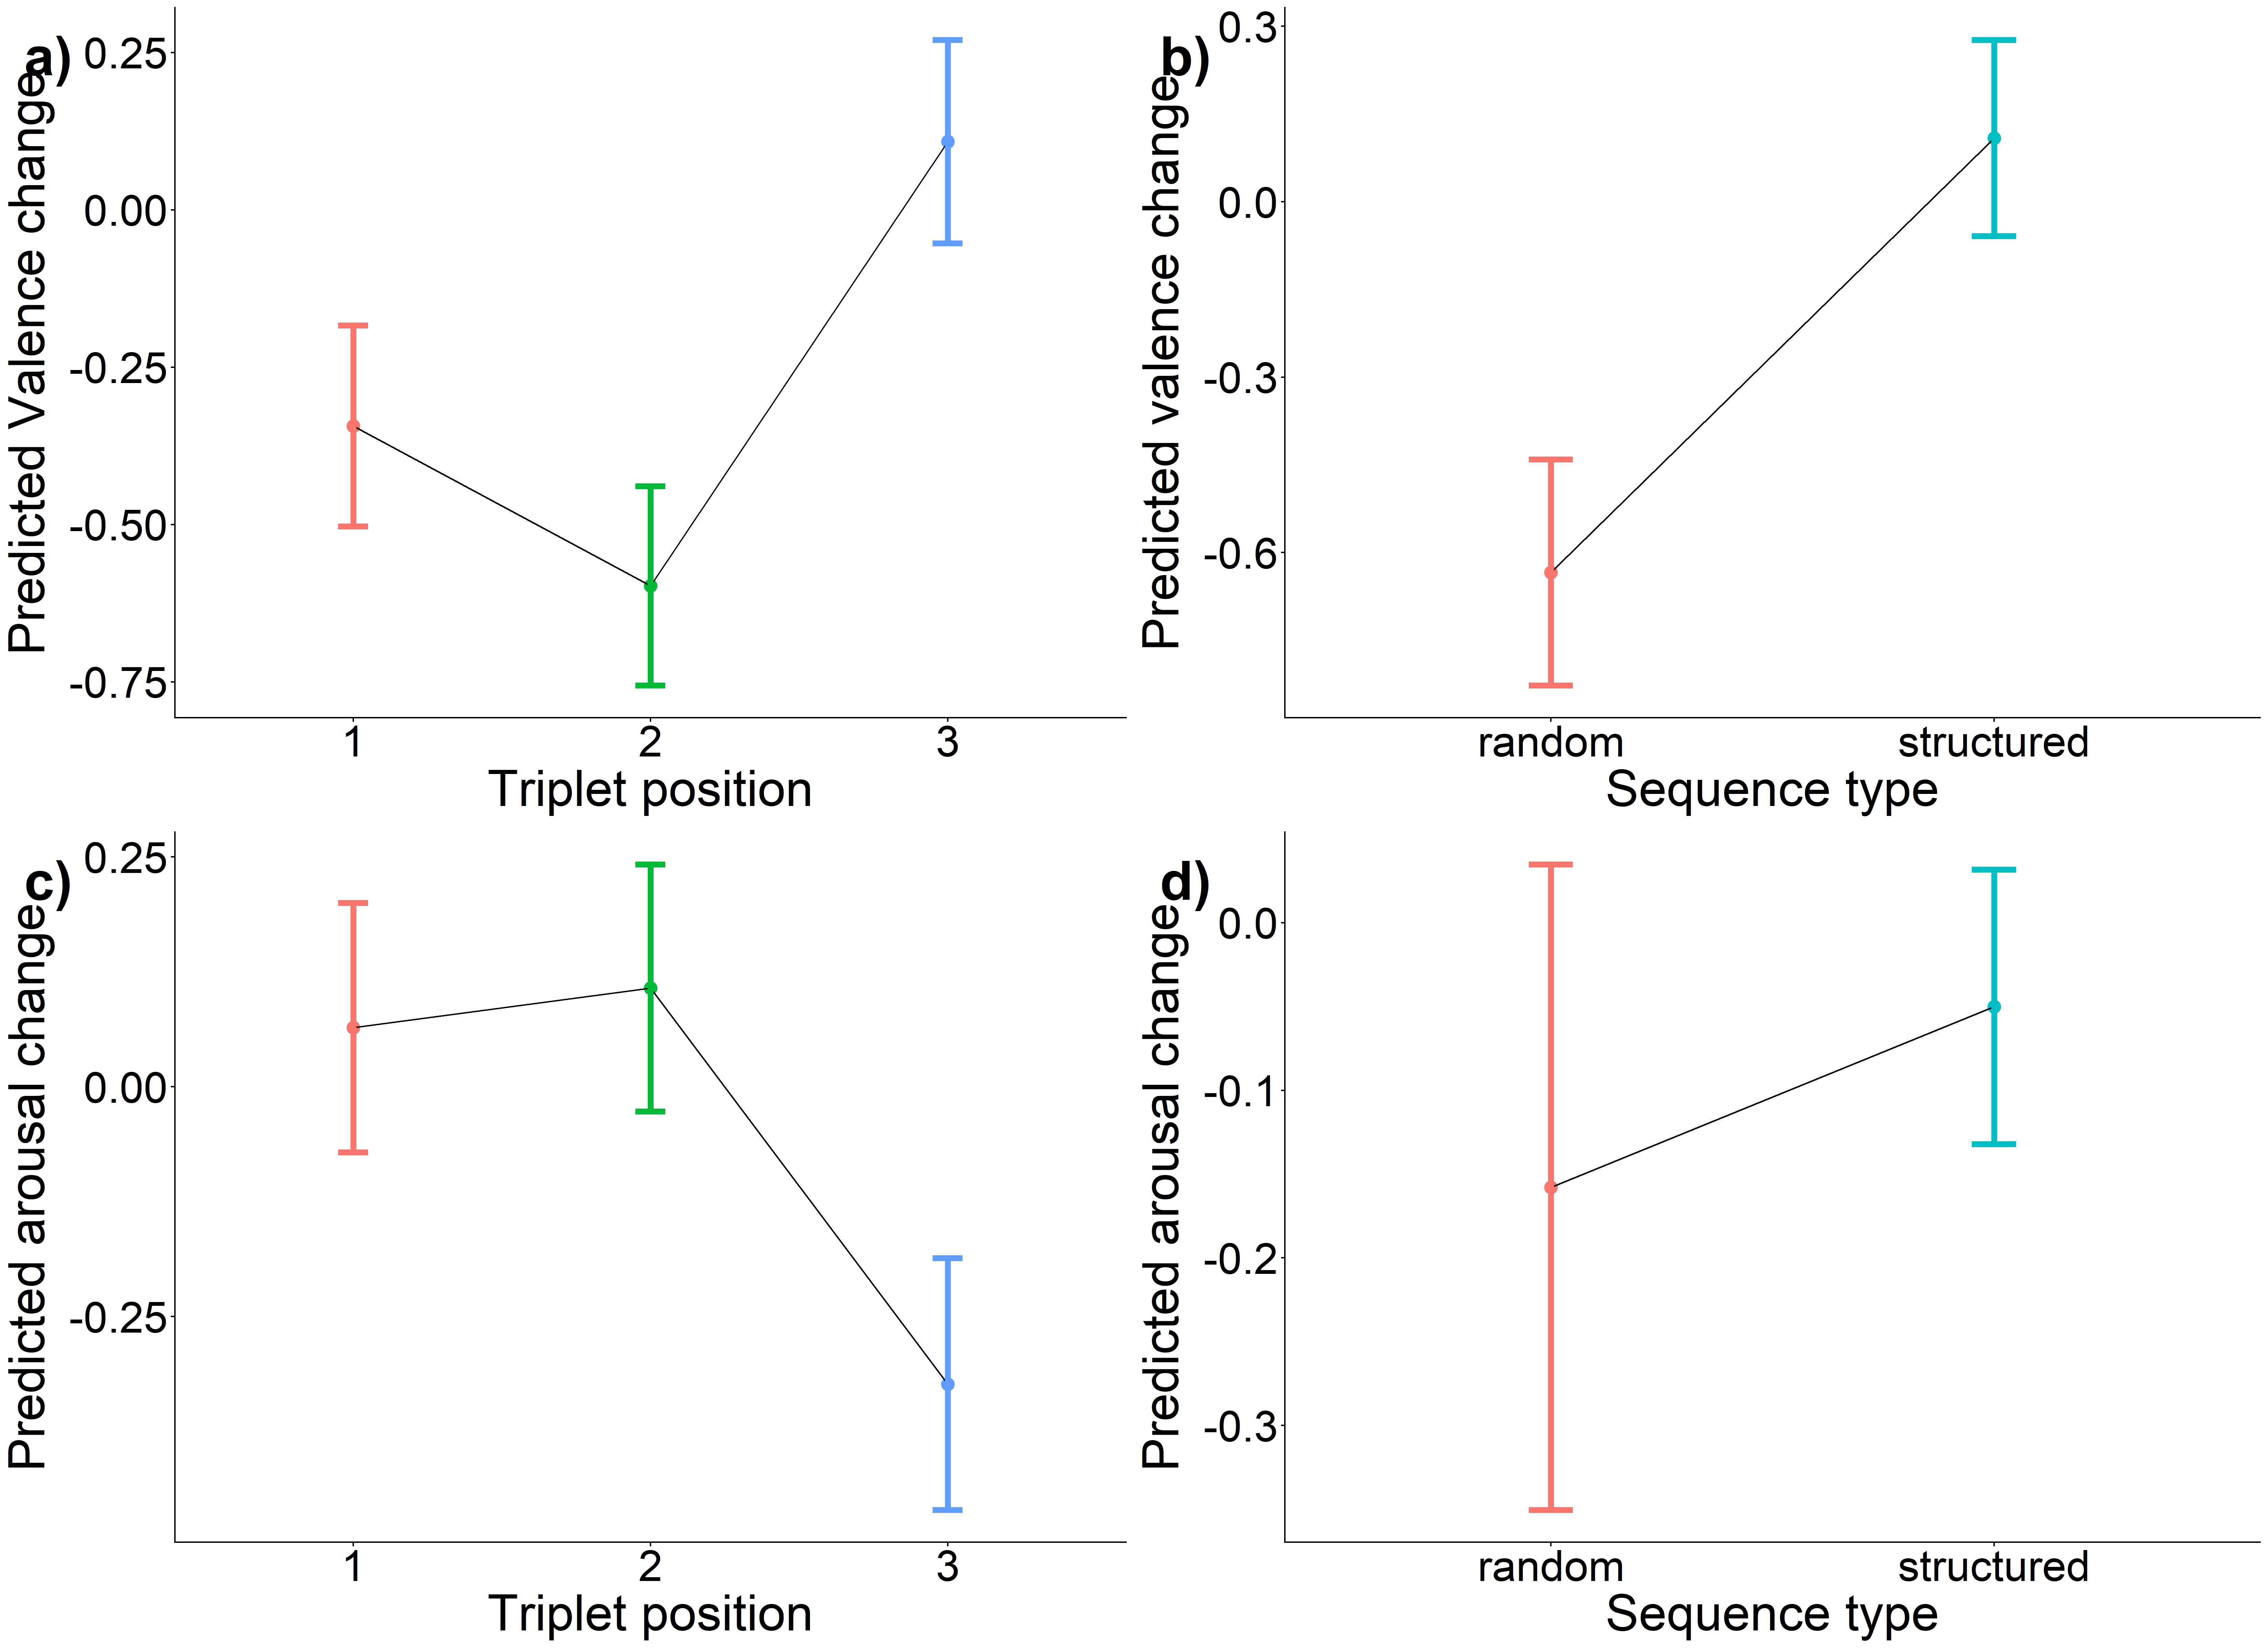 a)
Predicted Valence change
0.25
0.00
-0.25
-0.50
-0.75
1 2 3
Triplet position
b)
Predicted valence change
0.3
0.0
-0.3
-0.6
random structured
Sequence type
c)
Predicted arousal change
0.25
0.00
-0.25
1 2 3
Triplet position
d)
Predicted arousal change
0.0
-0.1
-0.2
-0.3
random structured
Sequence type